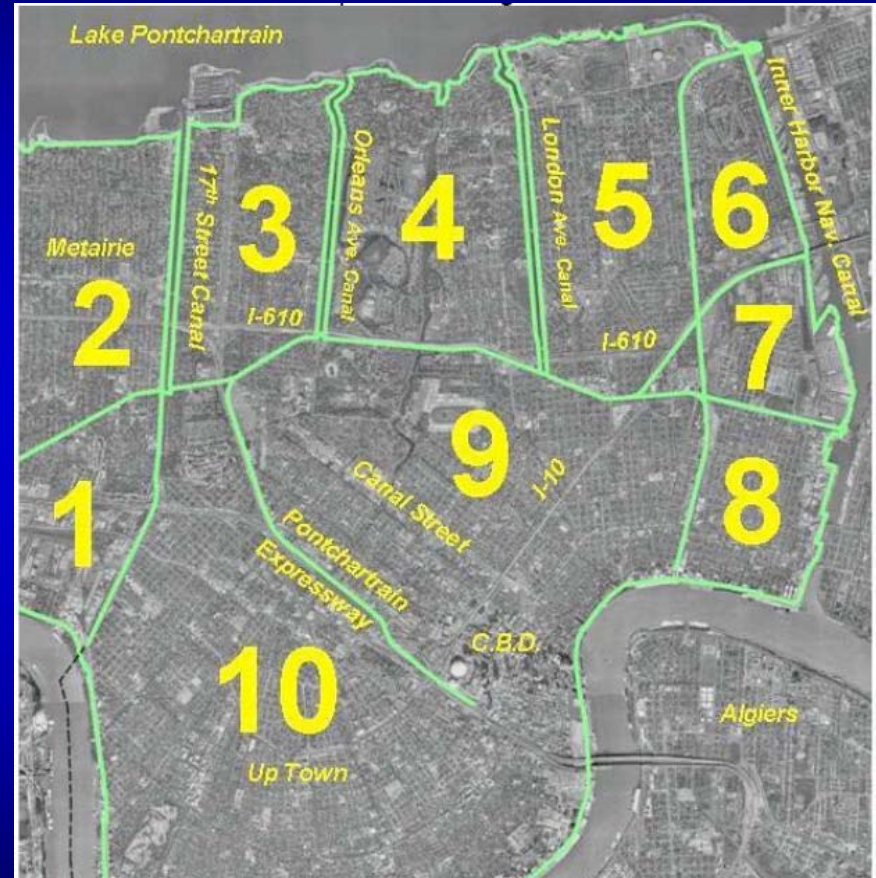 Lake Pontchartrain
Inner Harbor Nav. Canal
17th Street Canal
3
Orleans Ave. Canal
4
London Ave. Canal
5
6
Metairie
2
I-610
I-610
7
9
1
Canal Street
I-10
8
Pontchartrain
Expressway
C.B.D.
10
Algiers
Up Town